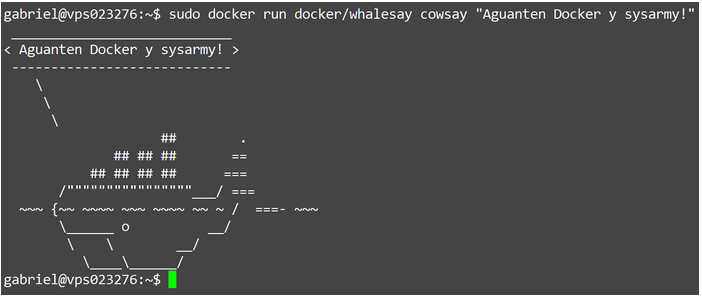 gabriel@vps023276:~$ sudo docker run docker/whalesay cowsay "Aguanten Docker y sysarmy!"
 ____________________________
< Aguanten Docker y sysarmy! >
 ----------------------------
    \
     \
      \
                    ##         .
              ## ## ##        ==
           ## ## ## ##       ===
       /""""""""""""""""___/ ===
  ~~~ {~~ ~~~~ ~~~ ~~~~ ~~ ~ /  ===- ~~~
       \______ o          __/
        \    \        __/
          \____\______/
gabriel@vps023276:~$